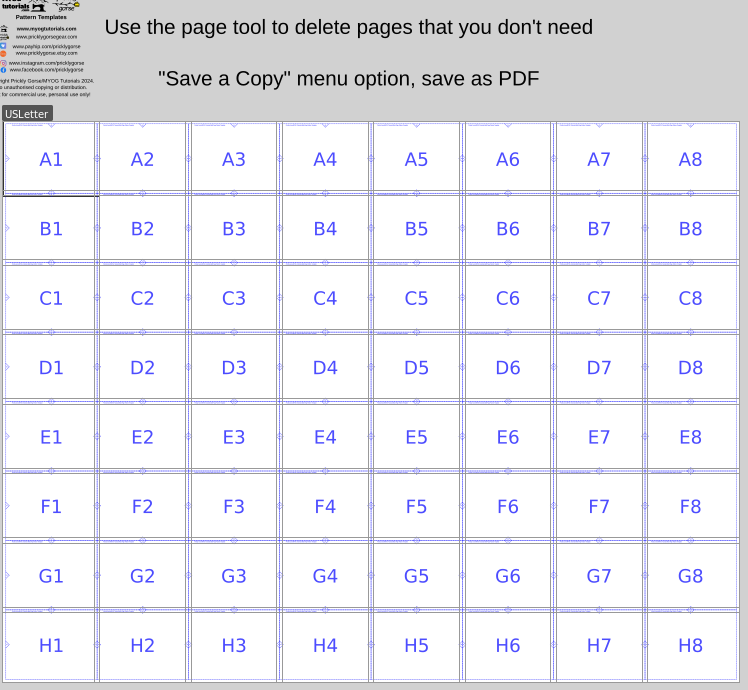 tutorials
gorse
Pattern Templates
Use the page tool to delete pages that you don't need
www.myogtutorials.com
www.pricklygorsegear.com
www.payhip.com/pricklygorse
www.pricklygorse.etsy.com
www.instagram.com/pricklygorse
www.facebook.com/pricklygorse
"Save a Copy" menu option, save as PDF
right Prickly Gorse/MYOG Tutorials 2024.
o unauthorised copying or distribution.
for commercial use, personal use only!
USLetter
A1 A2 A3 A4 A5 A6 A7 A8
B1 B2 B3 B4 B5 B6 B7 B8
C1 C2 C3 C4 C5 C6 C7 C8
D1 D2 D3 D4 D5 D6 D7 D8
E1 E2 E3 E4 E5 E6 E7 E8
F1 F2 F3 F4 F5 F6 F7 F8
G1 G2 G3 G4 G5 G6 G7 G8
H1 H2 H3 H4 H5 H6 H7 H8